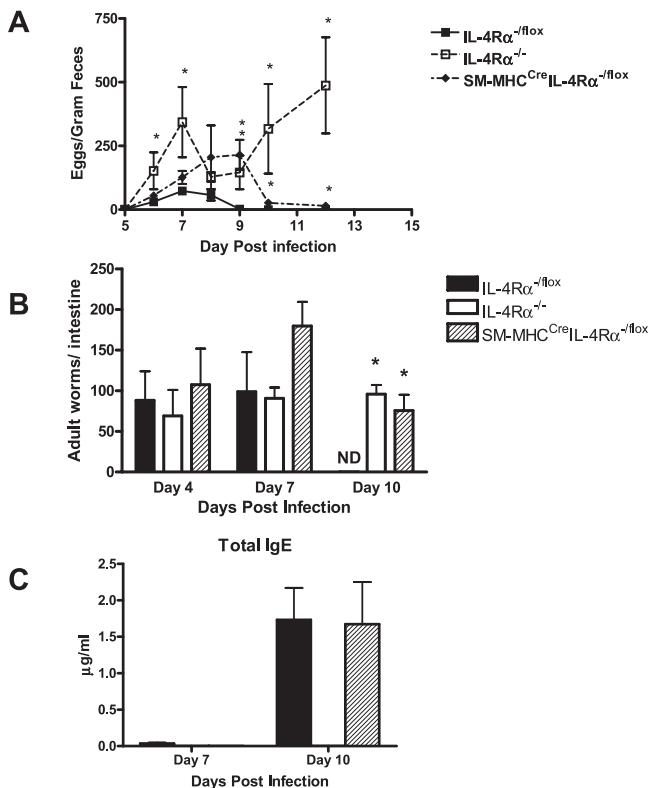 A
Eggs/Gram Feces
750
500
250
0
5 7 9 11 13 15
Day Post infection
* * * * * * * *
IL-4Rα-/flox
IL-4Rα-/-
SM-MHCCreIL-4Rα-/flox
B
Adult worms/ intestine
250
200
150
100
50
0
ND
* *
Day 4 Day 7 Day 10
Days Post Infection
IL-4Rα-/flox
IL-4Rα-/-
SM-MHCCreIL-4Rα-/flox
C
Total IgE
μg/ml
2.5
2.0
1.5
1.0
0.5
0.0
Day 7 Day 10
Days Post Infection